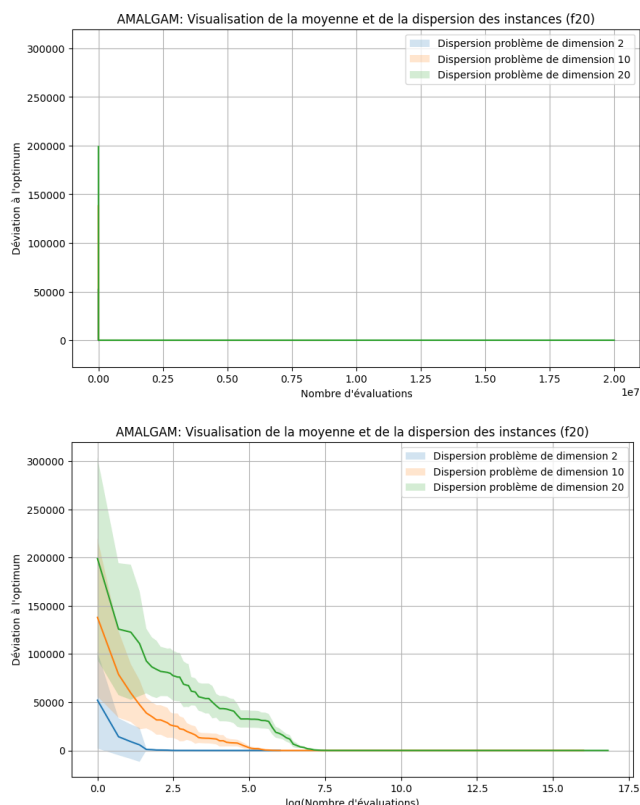 AMALGAM: Visualisation de la moyenne et de la dispersion des instances (f20)
300000
250000
200000
150000
100000
50000
0
Déviation à l'optimum
Dispersion problème de dimension 2
Dispersion problème de dimension 10
Dispersion problème de dimension 20
0.00
0.25
0.50
0.75
1.00
1.25
1.50
1.75
2.00
1e7
Nombre d'évaluations
AMALGAM: Visualisation de la moyenne et de la dispersion des instances (f20)
300000
250000
200000
150000
100000
50000
0
Déviation à l'optimum
Dispersion problème de dimension 2
Dispersion problème de dimension 10
Dispersion problème de dimension 20
0.0
2.5
5.0
7.5
10.0
12.5
15.0
17.5
log(Nombre d'évaluations)